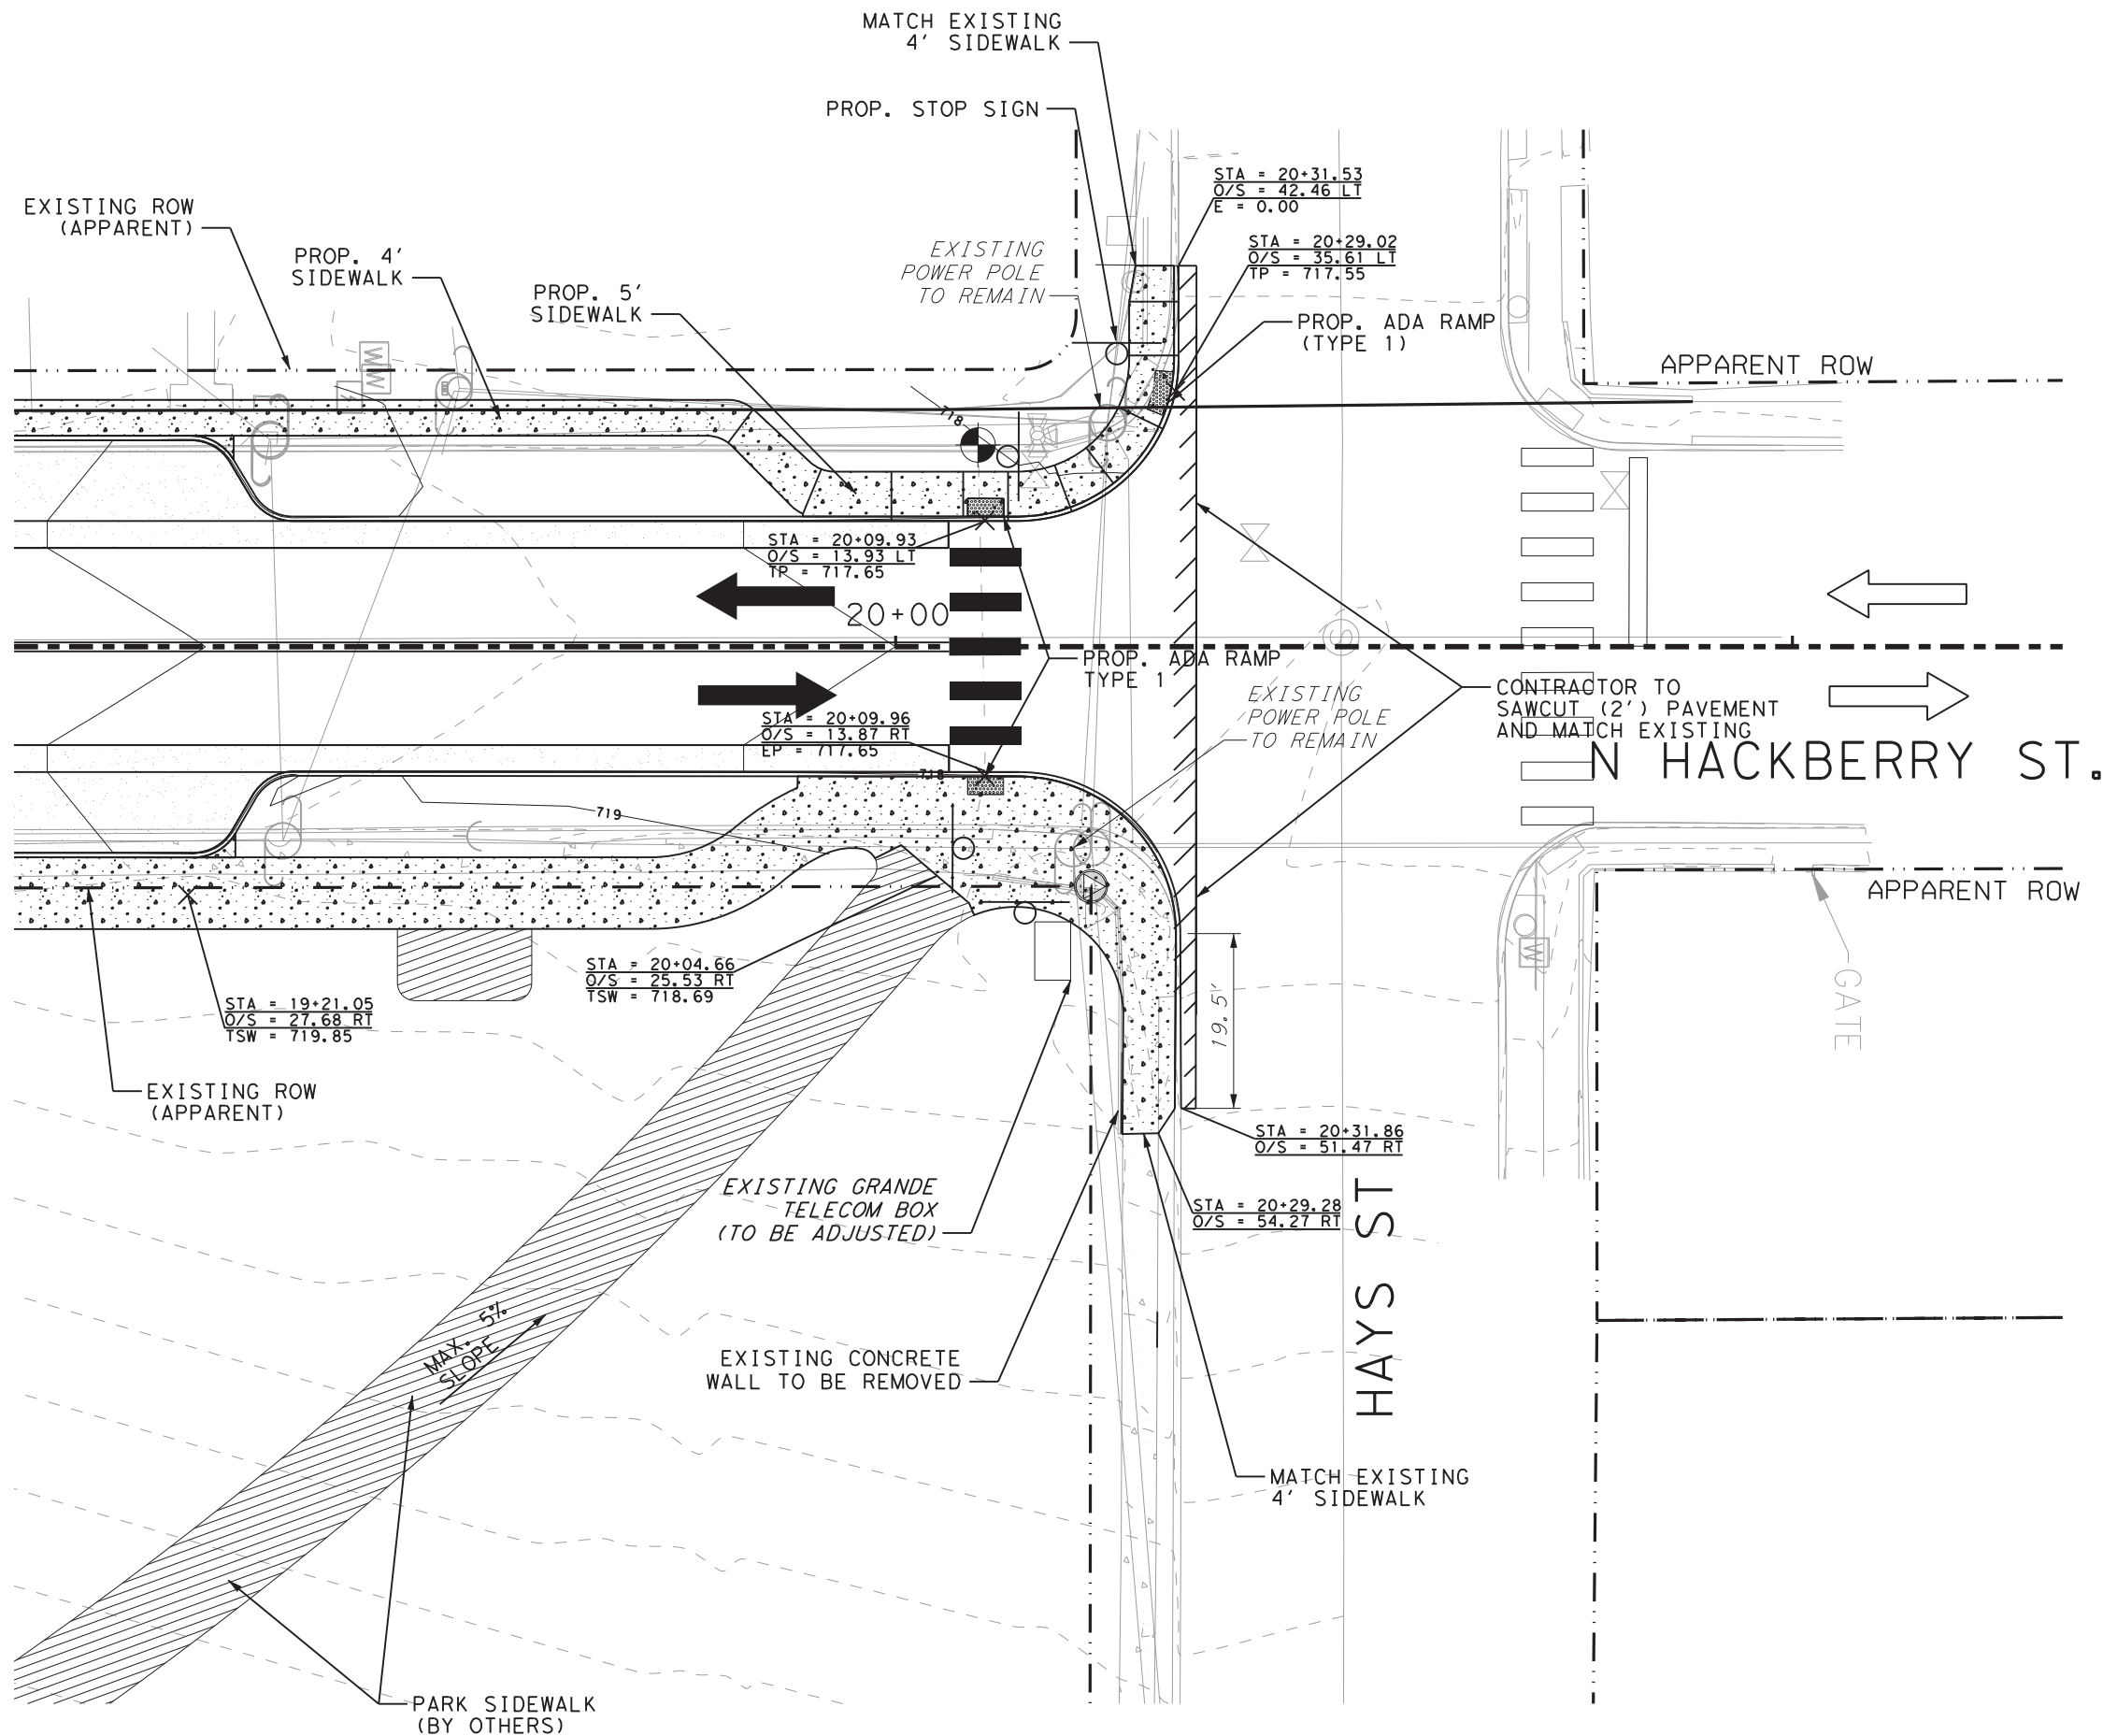 MATCH EXISTING
4' SIDEWALK
PROP. STOP SIGN
STA = 20+31.53
O/S = 42.46 LT
E = 0.00
EXISTING ROW
(APPARENT)
PROP. 4'
SIDEWALK
EXISTING
POWER POLE
TO REMAIN
STA = 20+29.02
O/S = 35.61 LT
TP = 717.55
PROP. 5'
SIDEWALK
PROP. ADA RAMP
(TYPE 1)
APPARENT ROW
WW
718
STA = 20+09.93
O/S = 13.93 LT
TP = 717.65
20+00
S
PROP. ADA RAMP
TYPE 1
EXISTING
POWER POLE
TO REMAIN
CONTRACTOR TO
SAWCUT (2') PAVEMENT
AND MATCH EXISTING
STA = 20+09.96
O/S = 13.87 RT
EP = 717.65
N HACKBERRY ST.
718
719
APPARENT ROW
W
GATE
STA = 20+04.66
O/S = 25.53 RT
TSW = 718.69
STA = 19+21.05
O/S = 27.68 RT
TSW = 719.85
19.5'
EXISTING ROW
(APPARENT)
STA = 20+31.86
O/S = 51.47 RT
EXISTING GRANDE
TELECOM BOX
(TO BE ADJUSTED)
STA = 20+29.28
O/S = 54.27 RT
HAYS ST
MAX. 5%
SLOPE
EXISTING CONCRETE
WALL TO BE REMOVED
MATCH EXISTING
4' SIDEWALK
PARK SIDEWALK
(BY OTHERS)